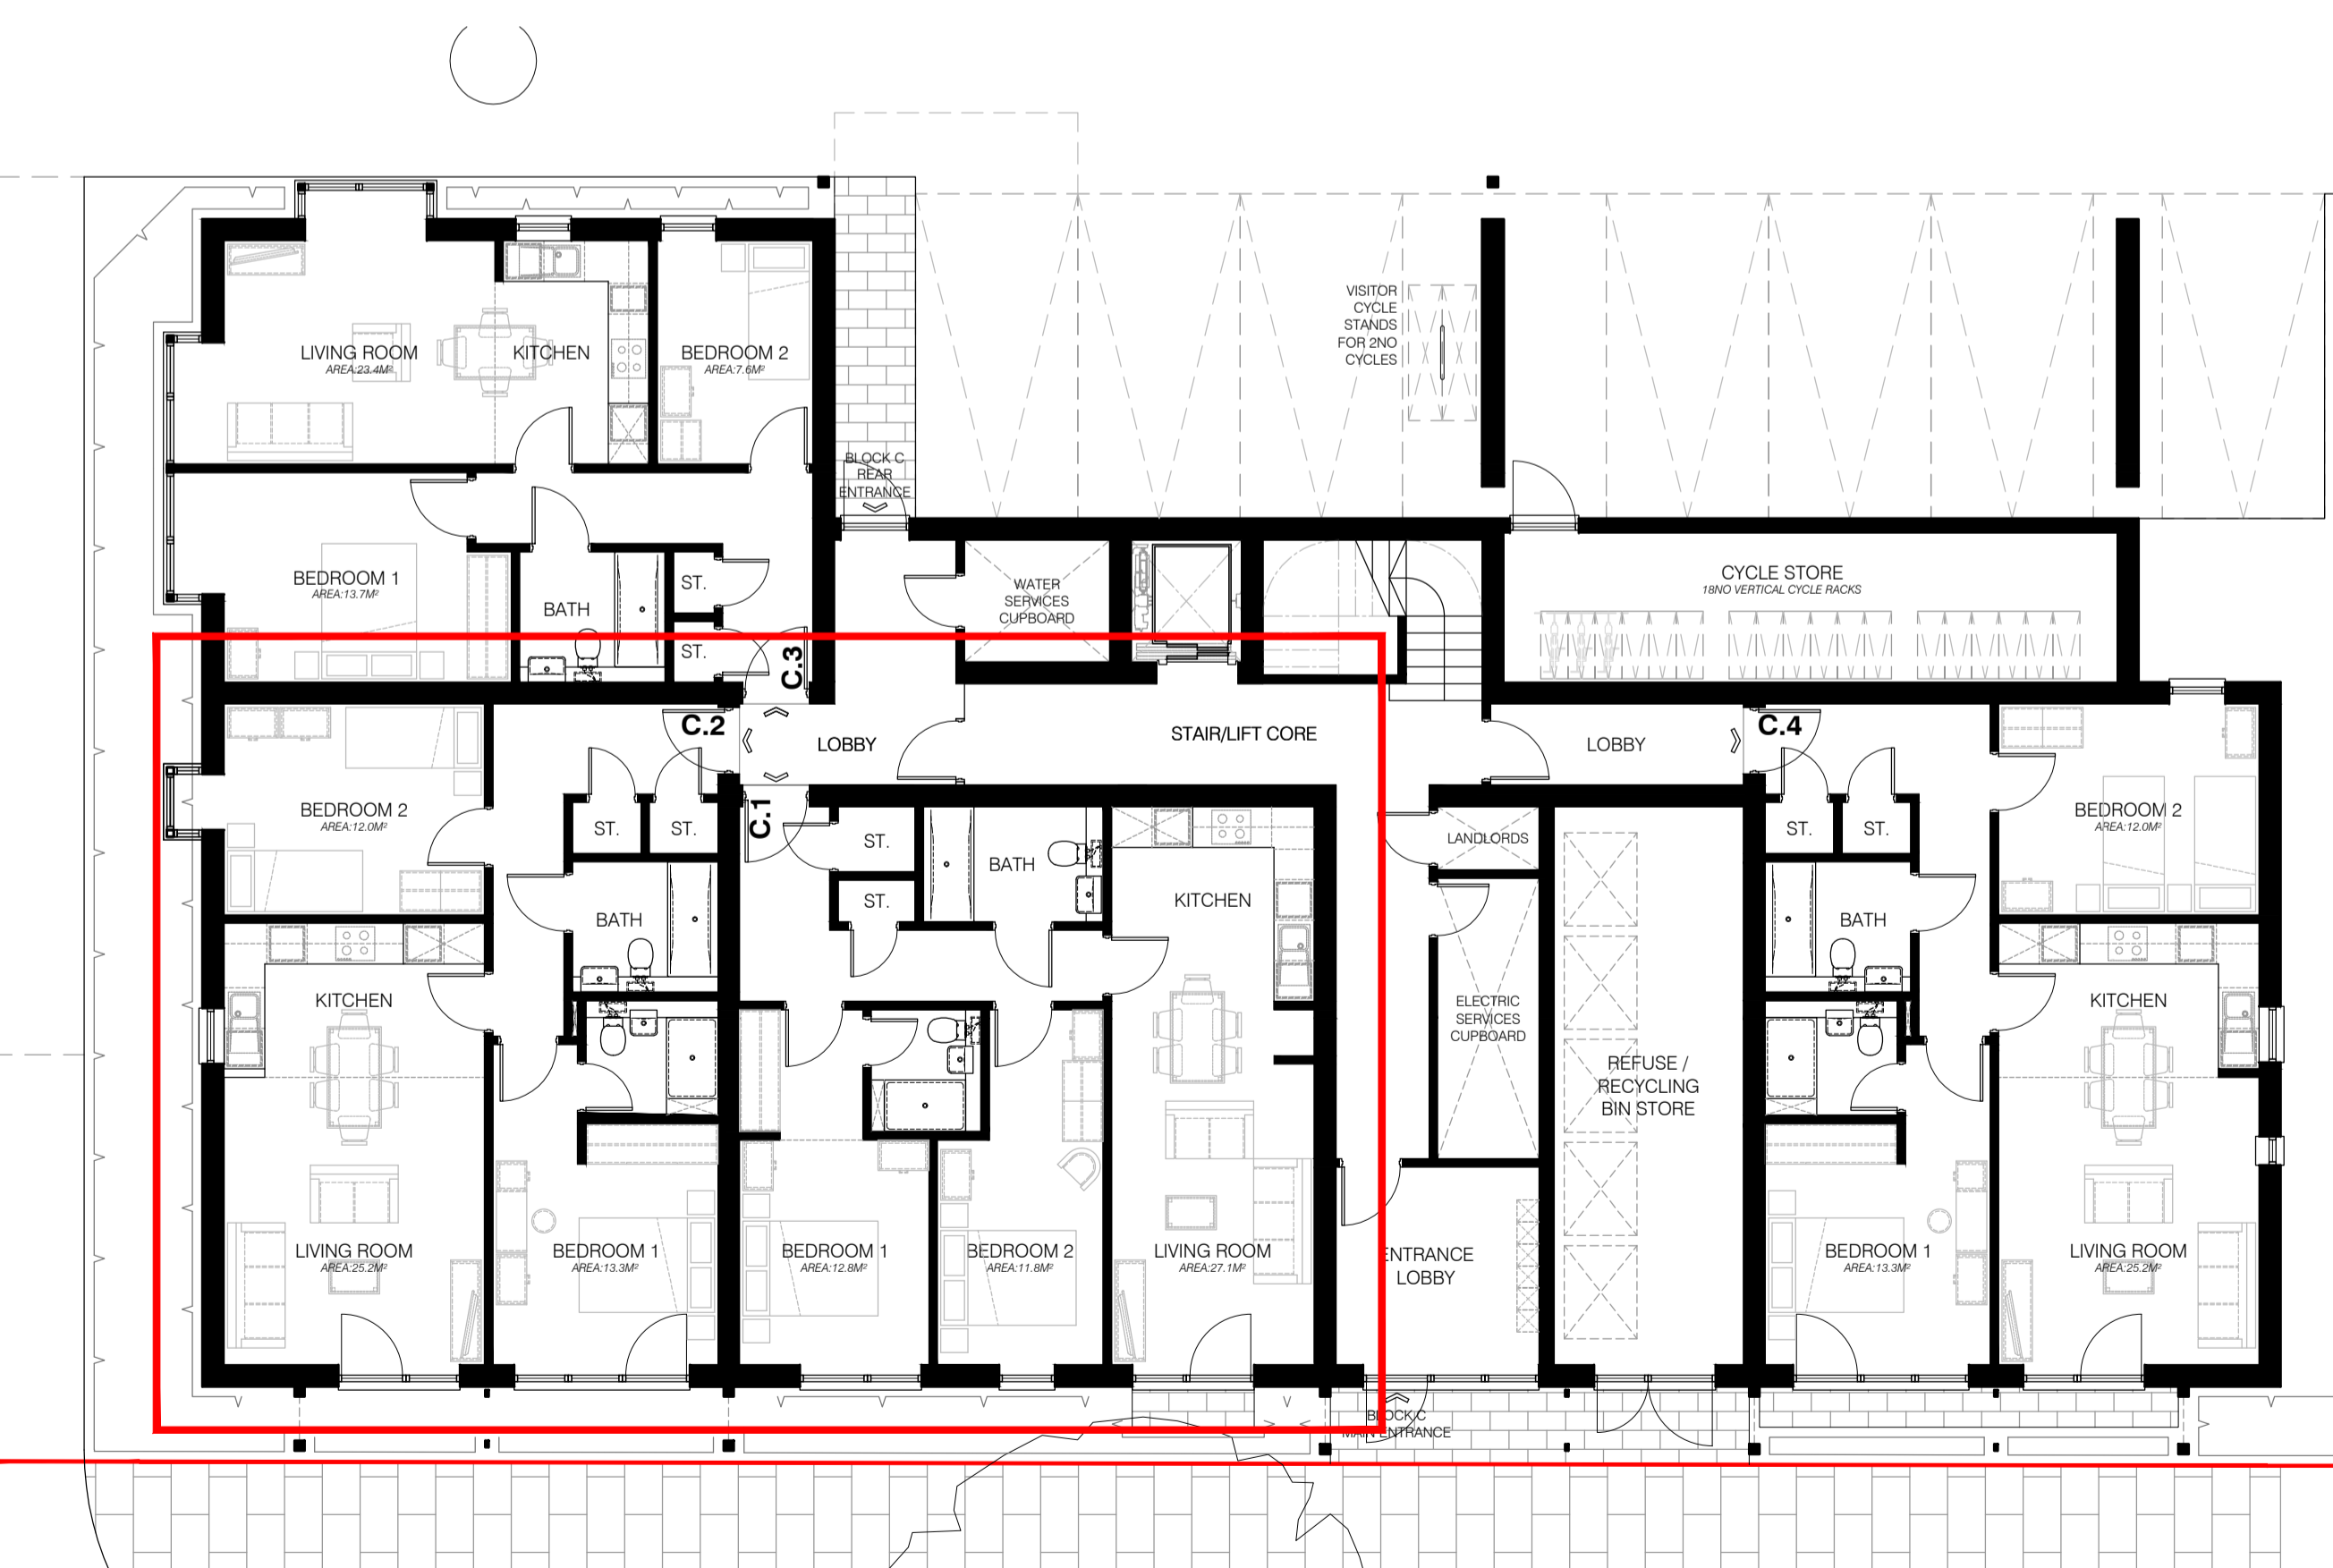 VISITOR
CYCLE
STANDS
FOR 2NO
CYCLES
LIVING ROOM
AREA:23.4M²
KITCHEN
BEDROOM 2
AREA:7.6M²
BLOCK C
REAR
ENTRANCE
BEDROOM 1
AREA:13.7M²
BATH
ST.
ST.
C.3
WATER
SERVICES
CUPBOARD
CYCLE STORE
18NO VERTICAL CYCLE RACKS
C.2
LOBBY
STAIR/LIFT CORE
LOBBY
C.4
BEDROOM 2
AREA:12.0M²
ST.
ST.
C.1
ST.
ST.
BATH
KITCHEN
LANDLORDS
ST.
ST.
BEDROOM 2
AREA:12.0M²
BATH
BATH
KITCHEN
ELECTRIC
SERVICES
CUPBOARD
REFUSE /
RECYCLING
BIN STORE
KITCHEN
LIVING ROOM
AREA:25.2M²
BEDROOM 1
AREA:13.3M²
BEDROOM 1
AREA:12.8M²
BEDROOM 2
AREA:11.8M²
LIVING ROOM
AREA:27.1M²
ENTRANCE
LOBBY
BEDROOM 1
AREA:13.3M²
LIVING ROOM
AREA:25.2M²
BLOCK C
MAIN ENTRANCE